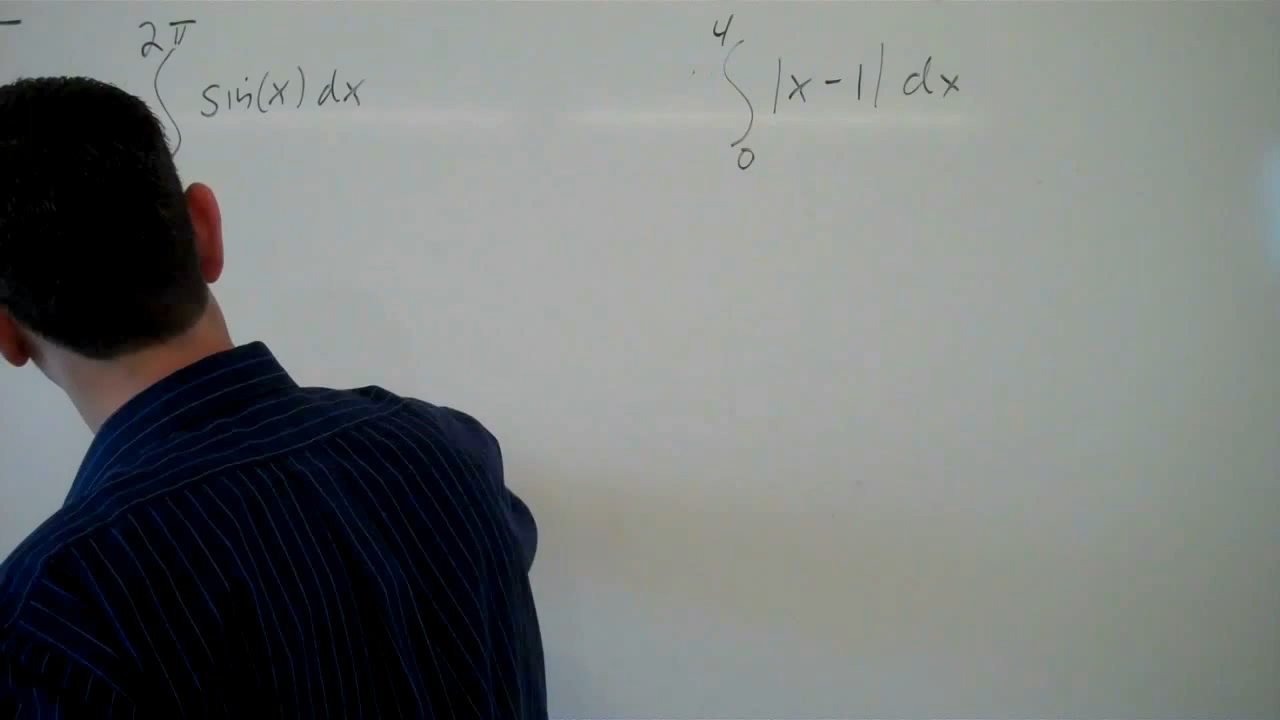 ∫ 2π sin(x) dx
∫ 4 0 |x-1| dx